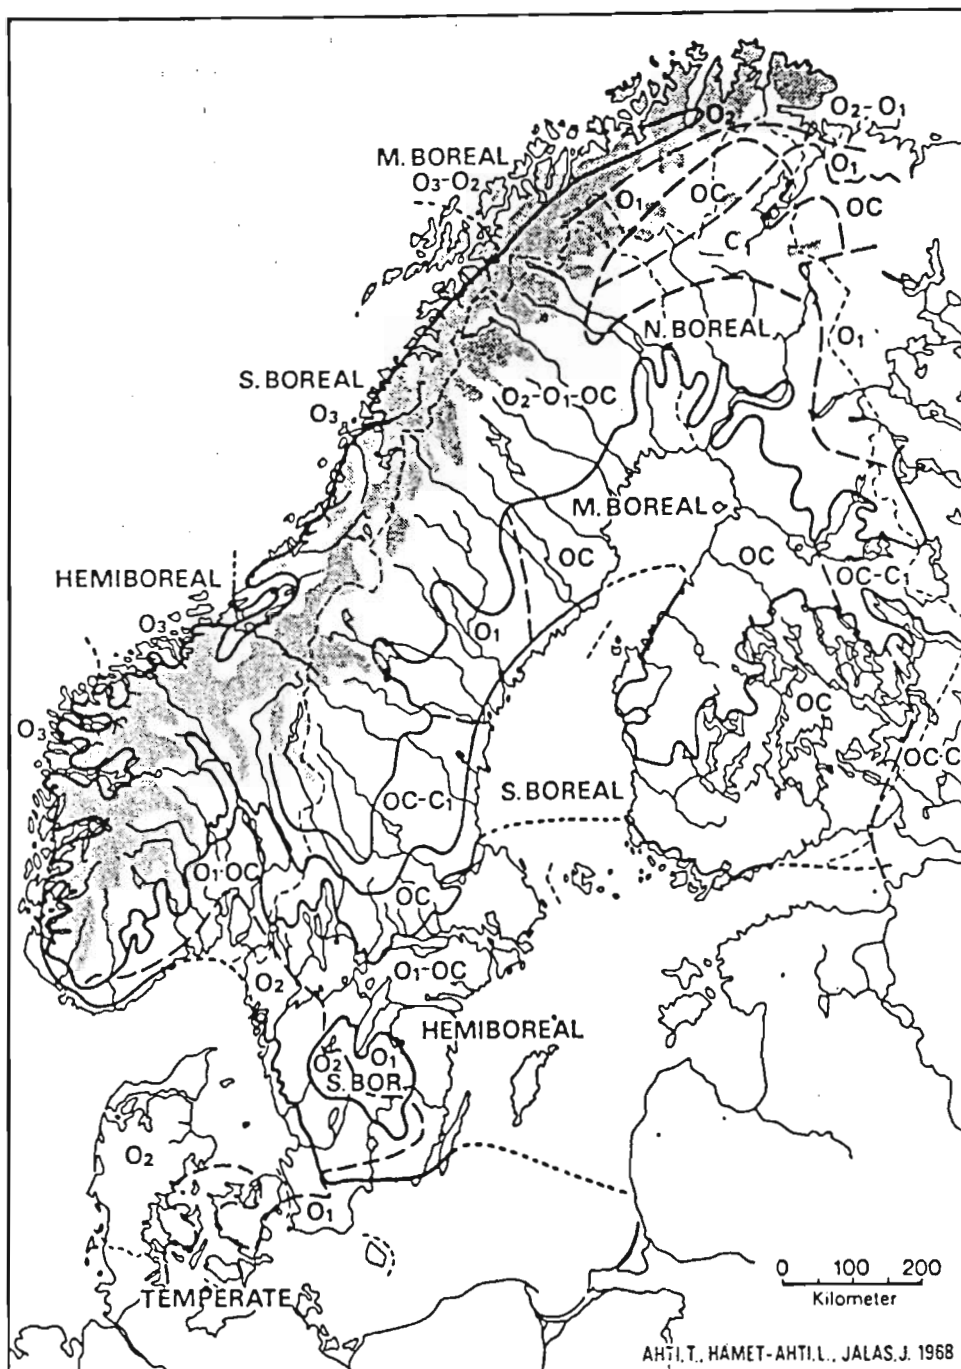 O₂
O₂-O₁
M. BOREAL
O₃-O₂
O₁
O₁
OC
OC
C₁
N. BOREAL
O₁
S. BOREAL
O₃
O₂-O₁-OC
M. BOREAL
OC
OC
HEMIBOREAL
OC-C₁
O₃
O₁
O₃
OC
OC-C
OC-C₁
S. BOREAL
O₁-OC
OC
O₂
O₁-OC
HEMIBOREAL
O₂
O₁
S. BOR.
O₂
O₁
TEMPERATE
0 100 200
Kilometer
AHTI,T., HÄMET-AHTI,L., JALAS,J. 1968